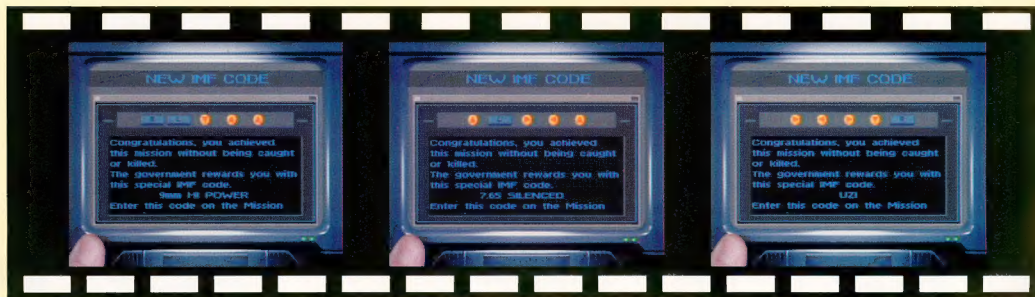 NEW IMF CODE
Congratulations, you achieved
this mission without being caught
or killed.
The government rewards you with
this special IMF code.
9mm HI POWER
Enter this code on the Mission
NEW IMF CODE
Congratulations, you achieved
this mission without being caught
or killed.
The government rewards you with
this special IMF code.
7.65 SILENCED
Enter this code on the Mission
NEW IMF CODE
Congratulations, you achieved
this mission without being caught
or killed.
The government rewards you with
this special IMF code.
UZI
Enter this code on the Mission